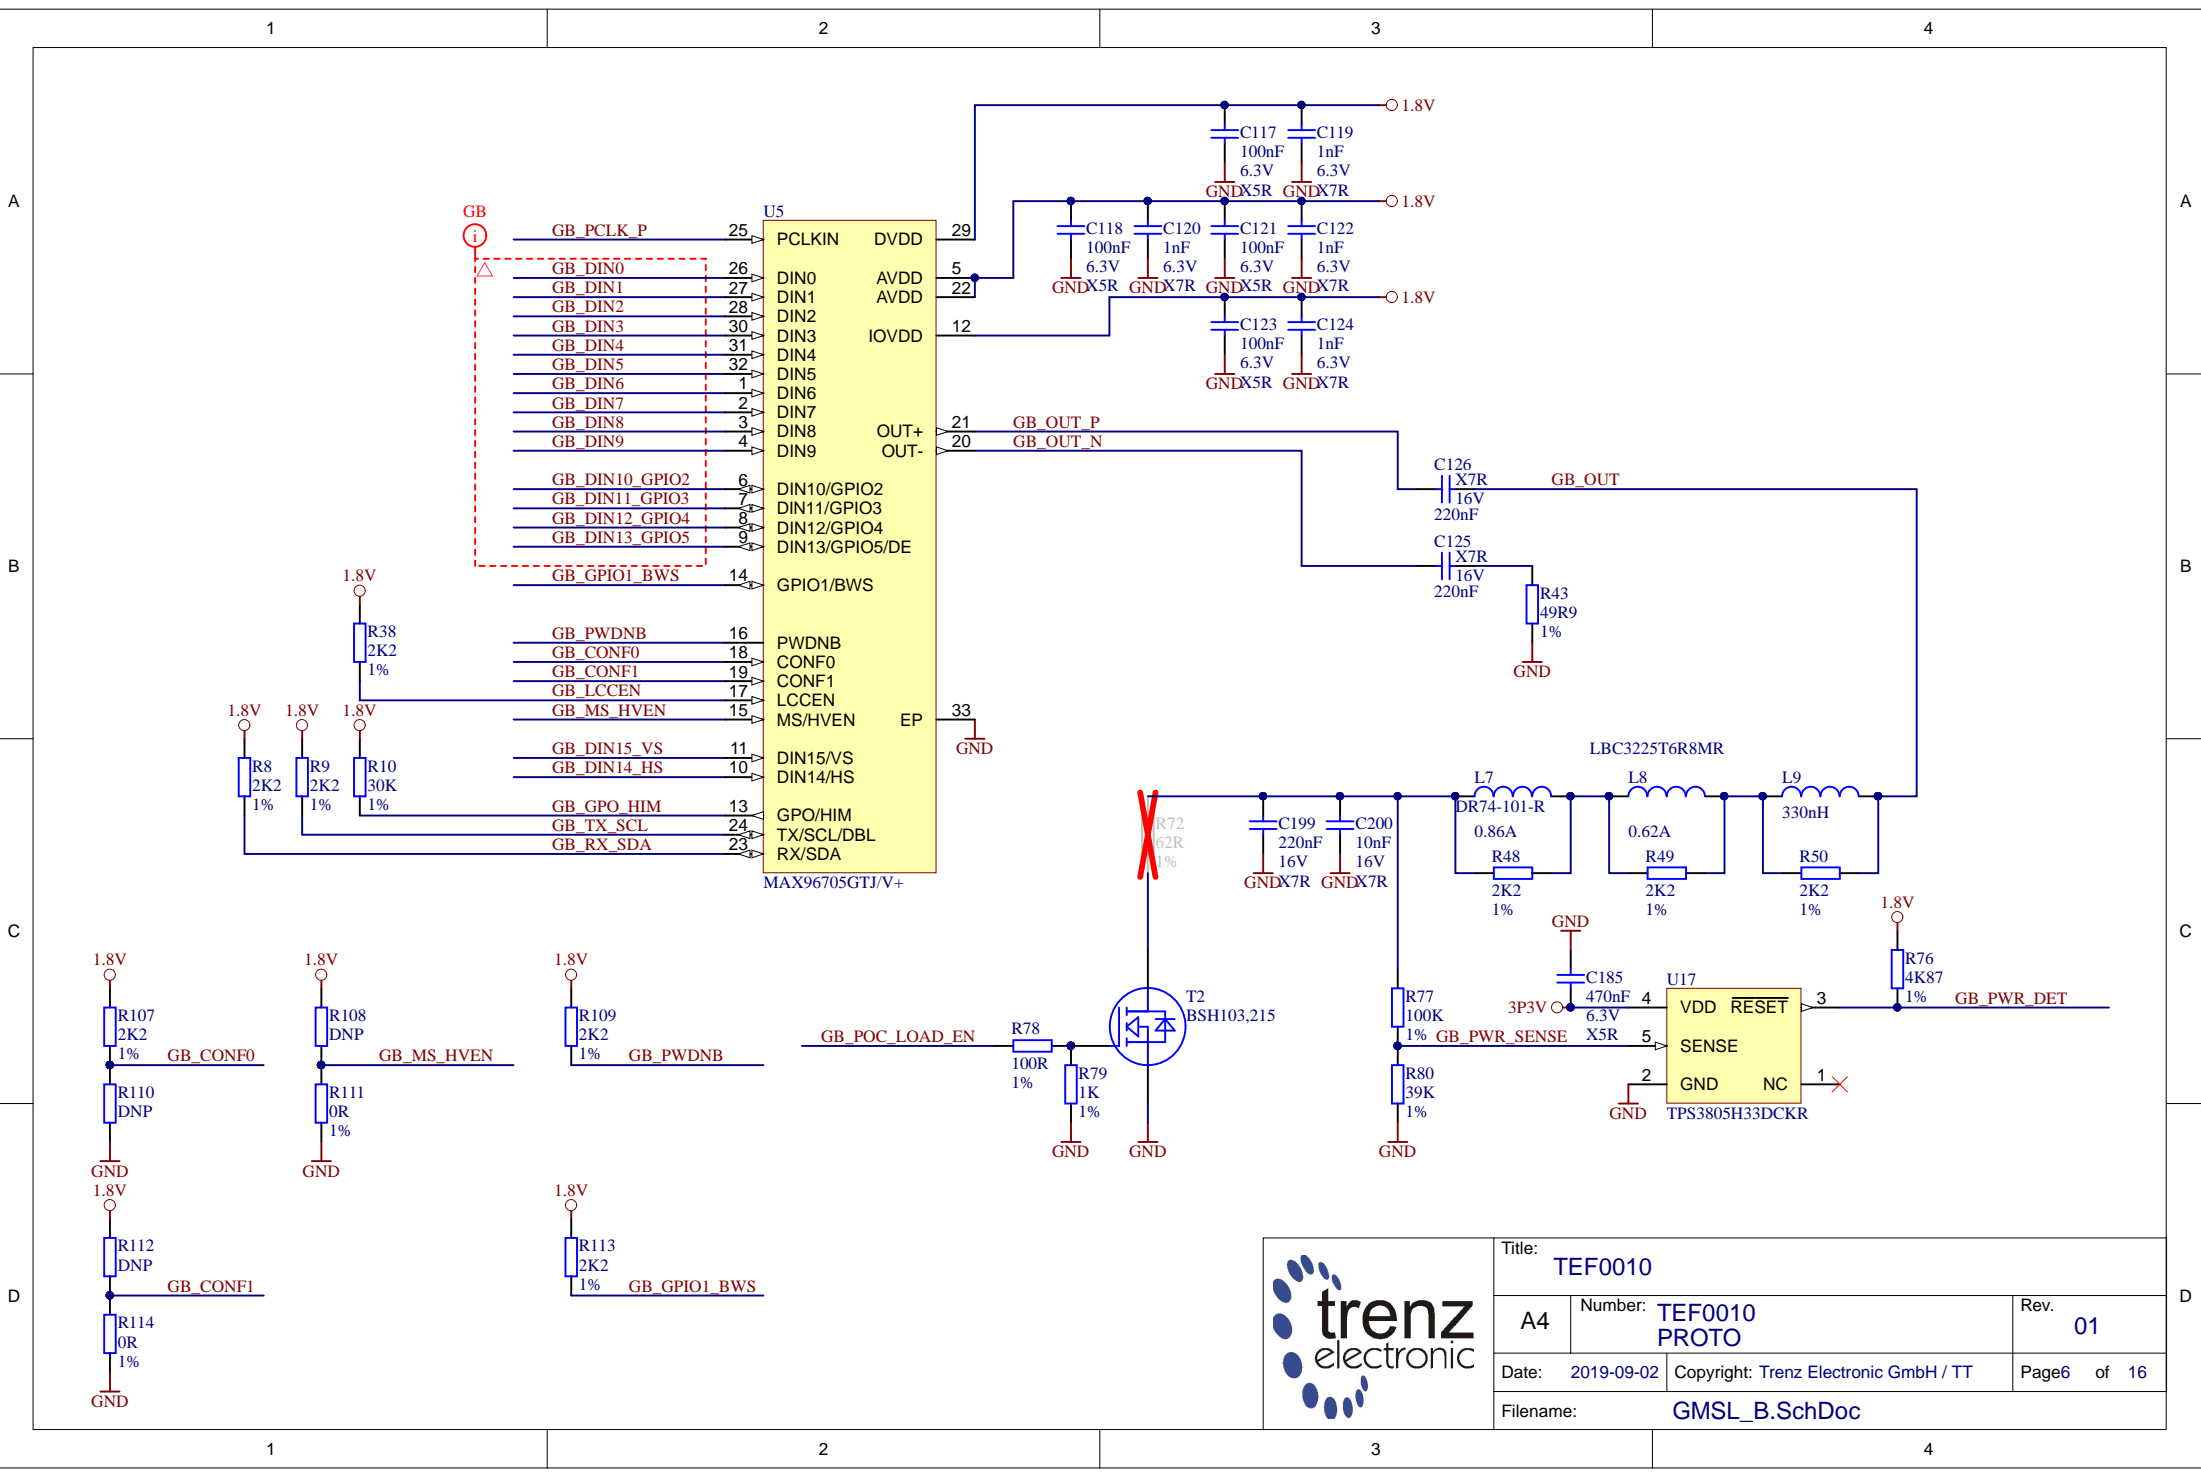 1 2 3 4
A A
B B
C C
D D
1 2 3 4
GB
i
U5
GB_PCLK_P 25 PCLKIN
GB_DIN0 26 DIN0
GB_DIN1 27 DIN1
GB_DIN2 28 DIN2
GB_DIN3 30 DIN3
GB_DIN4 31 DIN4
GB_DIN5 32 DIN5
GB_DIN6 1 DIN6
GB_DIN7 2 DIN7
GB_DIN8 3 DIN8
GB_DIN9 4 DIN9
GB_DIN10_GPIO2 6 DIN10/GPIO2
GB_DIN11_GPIO3 7 DIN11/GPIO3
GB_DIN12_GPIO4 8 DIN12/GPIO4
GB_DIN13_GPIO5 9 DIN13/GPIO5/DE
GB_GPIO1_BWS 14 GPIO1/BWS
GB_PWDNB 16 PWDNB
GB_CONF0 18 CONF0
GB_CONF1 19 CONF1
GB_LCCEN 17 LCCEN
GB_MS_HVEN 15 MS/HVEN
GB_DIN15_VS 11 DIN15/VS
GB_DIN14_HS 10 DIN14/HS
GB_GPO_HIM 13 GPO/HIM
GB_TX_SCL 24 TX/SCL/DBL
GB_RX_SDA 23 RX/SDA
MAX96705GTJ/V+
DVDD 29
AVDD 5
AVDD 22
IOVDD 12
OUT+ 21 GB_OUT_P
OUT- 20 GB_OUT_N
EP 33
GND
1.8V
C117
100nF
6.3V
X5R
GND
C119
1nF
6.3V
X7R
GND
1.8V
C118
100nF
6.3V
X5R
GND
C120
1nF
6.3V
X7R
GND
C121
100nF
6.3V
X5R
GND
C122
1nF
6.3V
X7R
GND
1.8V
C123
100nF
6.3V
X5R
GND
C124
1nF
6.3V
X7R
GND
C126
X7R
16V
220nF
GB_OUT
C125
X7R
16V
220nF
R43
49R9
1%
GND
1.8V
R38
2K2
1%
1.8V
R8
2K2
1%
1.8V
R9
2K2
1%
1.8V
R10
30K
1%
LBC3225T6R8MR
L7
DR74-101-R
0.86A
R48
2K2
1%
L8
0.62A
R49
2K2
1%
L9
330nH
R50
2K2
1%
R72
62R
1%
C199
220nF
16V
X7R
GND
C200
10nF
16V
X7R
GND
1.8V
R107
2K2
1%
GB_CONF0
R110
DNP
GND
1.8V
R108
DNP
GB_MS_HVEN
R111
0R
1%
GND
1.8V
R109
2K2
1%
GB_PWDNB
GB_POC_LOAD_EN
R78
100R
1%
R79
1K
1%
GND
T2
BSH103,215
GND
R77
100K
1%
GB_PWR_SENSE
R80
39K
1%
GND
GND
C185
470nF
6.3V
X5R
3P3V
U17
4 VDD RESET 3
5 SENSE
2 GND NC 1
TPS3805H33DCKR
GND
1.8V
R76
4K87
1%
GB_PWR_DET
1.8V
R112
DNP
GB_CONF1
R114
0R
1%
GND
1.8V
R113
2K2
1%
GB_GPIO1_BWS
trenz
electronic
Title:
TEF0010
A4
Number: TEF0010
PROTO
Rev.
01
Date: 2019-09-02 Copyright: Trenz Electronic GmbH / TT Page6 of 16
Filename: GMSL_B.SchDoc